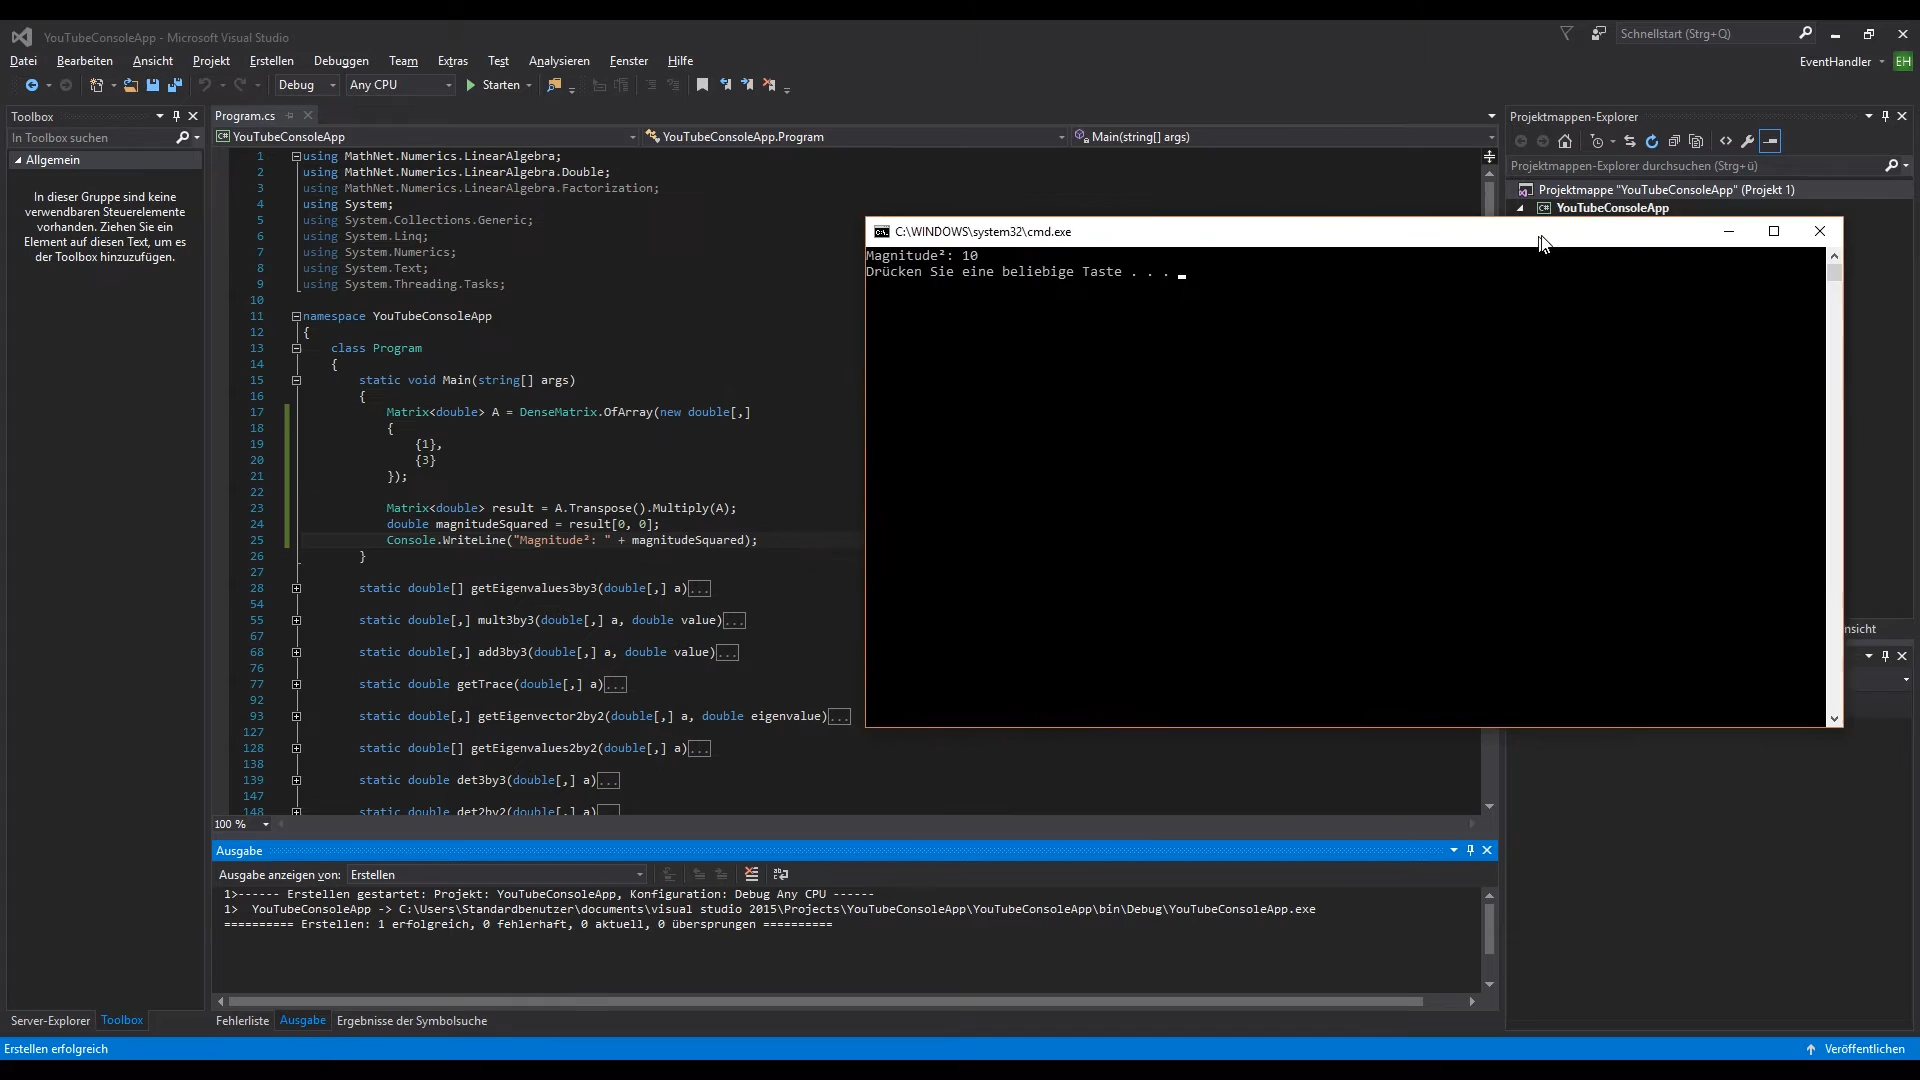 YouTubeConsoleApp - Microsoft Visual Studio
Schnellstart (Strg+Q)
Datei Bearbeiten Ansicht Projekt Erstellen Debuggen Team Extras Test Analysieren Fenster Hilfe
EventHandler EH
Debug Any CPU Starten
Toolbox
In Toolbox suchen
Allgemein
In dieser Gruppe sind keine
verwendbaren Steuerelemente
vorhanden. Ziehen Sie ein
Element auf diesen Text, um es
der Toolbox hinzuzufügen.
Program.cs
YouTubeConsoleApp YouTubeConsoleApp.Program Main(string[] args)
1 using MathNet.Numerics.LinearAlgebra;
2 using MathNet.Numerics.LinearAlgebra.Double;
3 using MathNet.Numerics.LinearAlgebra.Factorization;
4 using System;
5 using System.Collections.Generic;
6 using System.Linq;
7 using System.Numerics;
8 using System.Text;
9 using System.Threading.Tasks;
10
11 namespace YouTubeConsoleApp
12 {
13 class Program
14 {
15 static void Main(string[] args)
16 {
17 Matrix<double> A = DenseMatrix.OfArray(new double[,]
18 {
19 {1},
20 {3}
21 });
22
23 Matrix<double> result = A.Transpose().Multiply(A);
24 double magnitudeSquared = result[0, 0];
25 Console.WriteLine("Magnitude²: " + magnitudeSquared);
26 }
27
28 static double[] getEigenvalues3by3(double[,] a)...
54
55 static double[,] mult3by3(double[,] a, double value)...
67
68 static double[,] add3by3(double[,] a, double value)...
76
77 static double getTrace(double[,] a)...
92
93 static double[,] getEigenvector2by2(double[,] a, double eigenvalue)...
127
128 static double[] getEigenvalues2by2(double[,] a)...
138
139 static double det3by3(double[,] a)...
147
148 static double det2by2(double[,] a)...
100 %
C:\WINDOWS\system32\cmd.exe
Magnitude²: 10
Drücken Sie eine beliebige Taste . . .
Projektmappen-Explorer
Projektmappen-Explorer durchsuchen (Strg+ü)
Projektmappe "YouTubeConsoleApp" (Projekt 1)
YouTubeConsoleApp
nsicht
Ausgabe
Ausgabe anzeigen von: Erstellen
1>------ Erstellen gestartet: Projekt: YouTubeConsoleApp, Konfiguration: Debug Any CPU ------
1> YouTubeConsoleApp -> C:\Users\Standardbenutzer\documents\visual studio 2015\Projects\YouTubeConsoleApp\YouTubeConsoleApp\bin\Debug\YouTubeConsoleApp.exe
========== Erstellen: 1 erfolgreich, 0 fehlerhaft, 0 aktuell, 0 übersprungen ==========
Server-Explorer Toolbox
Fehlerliste Ausgabe Ergebnisse der Symbolsuche
Erstellen erfolgreich
Veröffentlichen